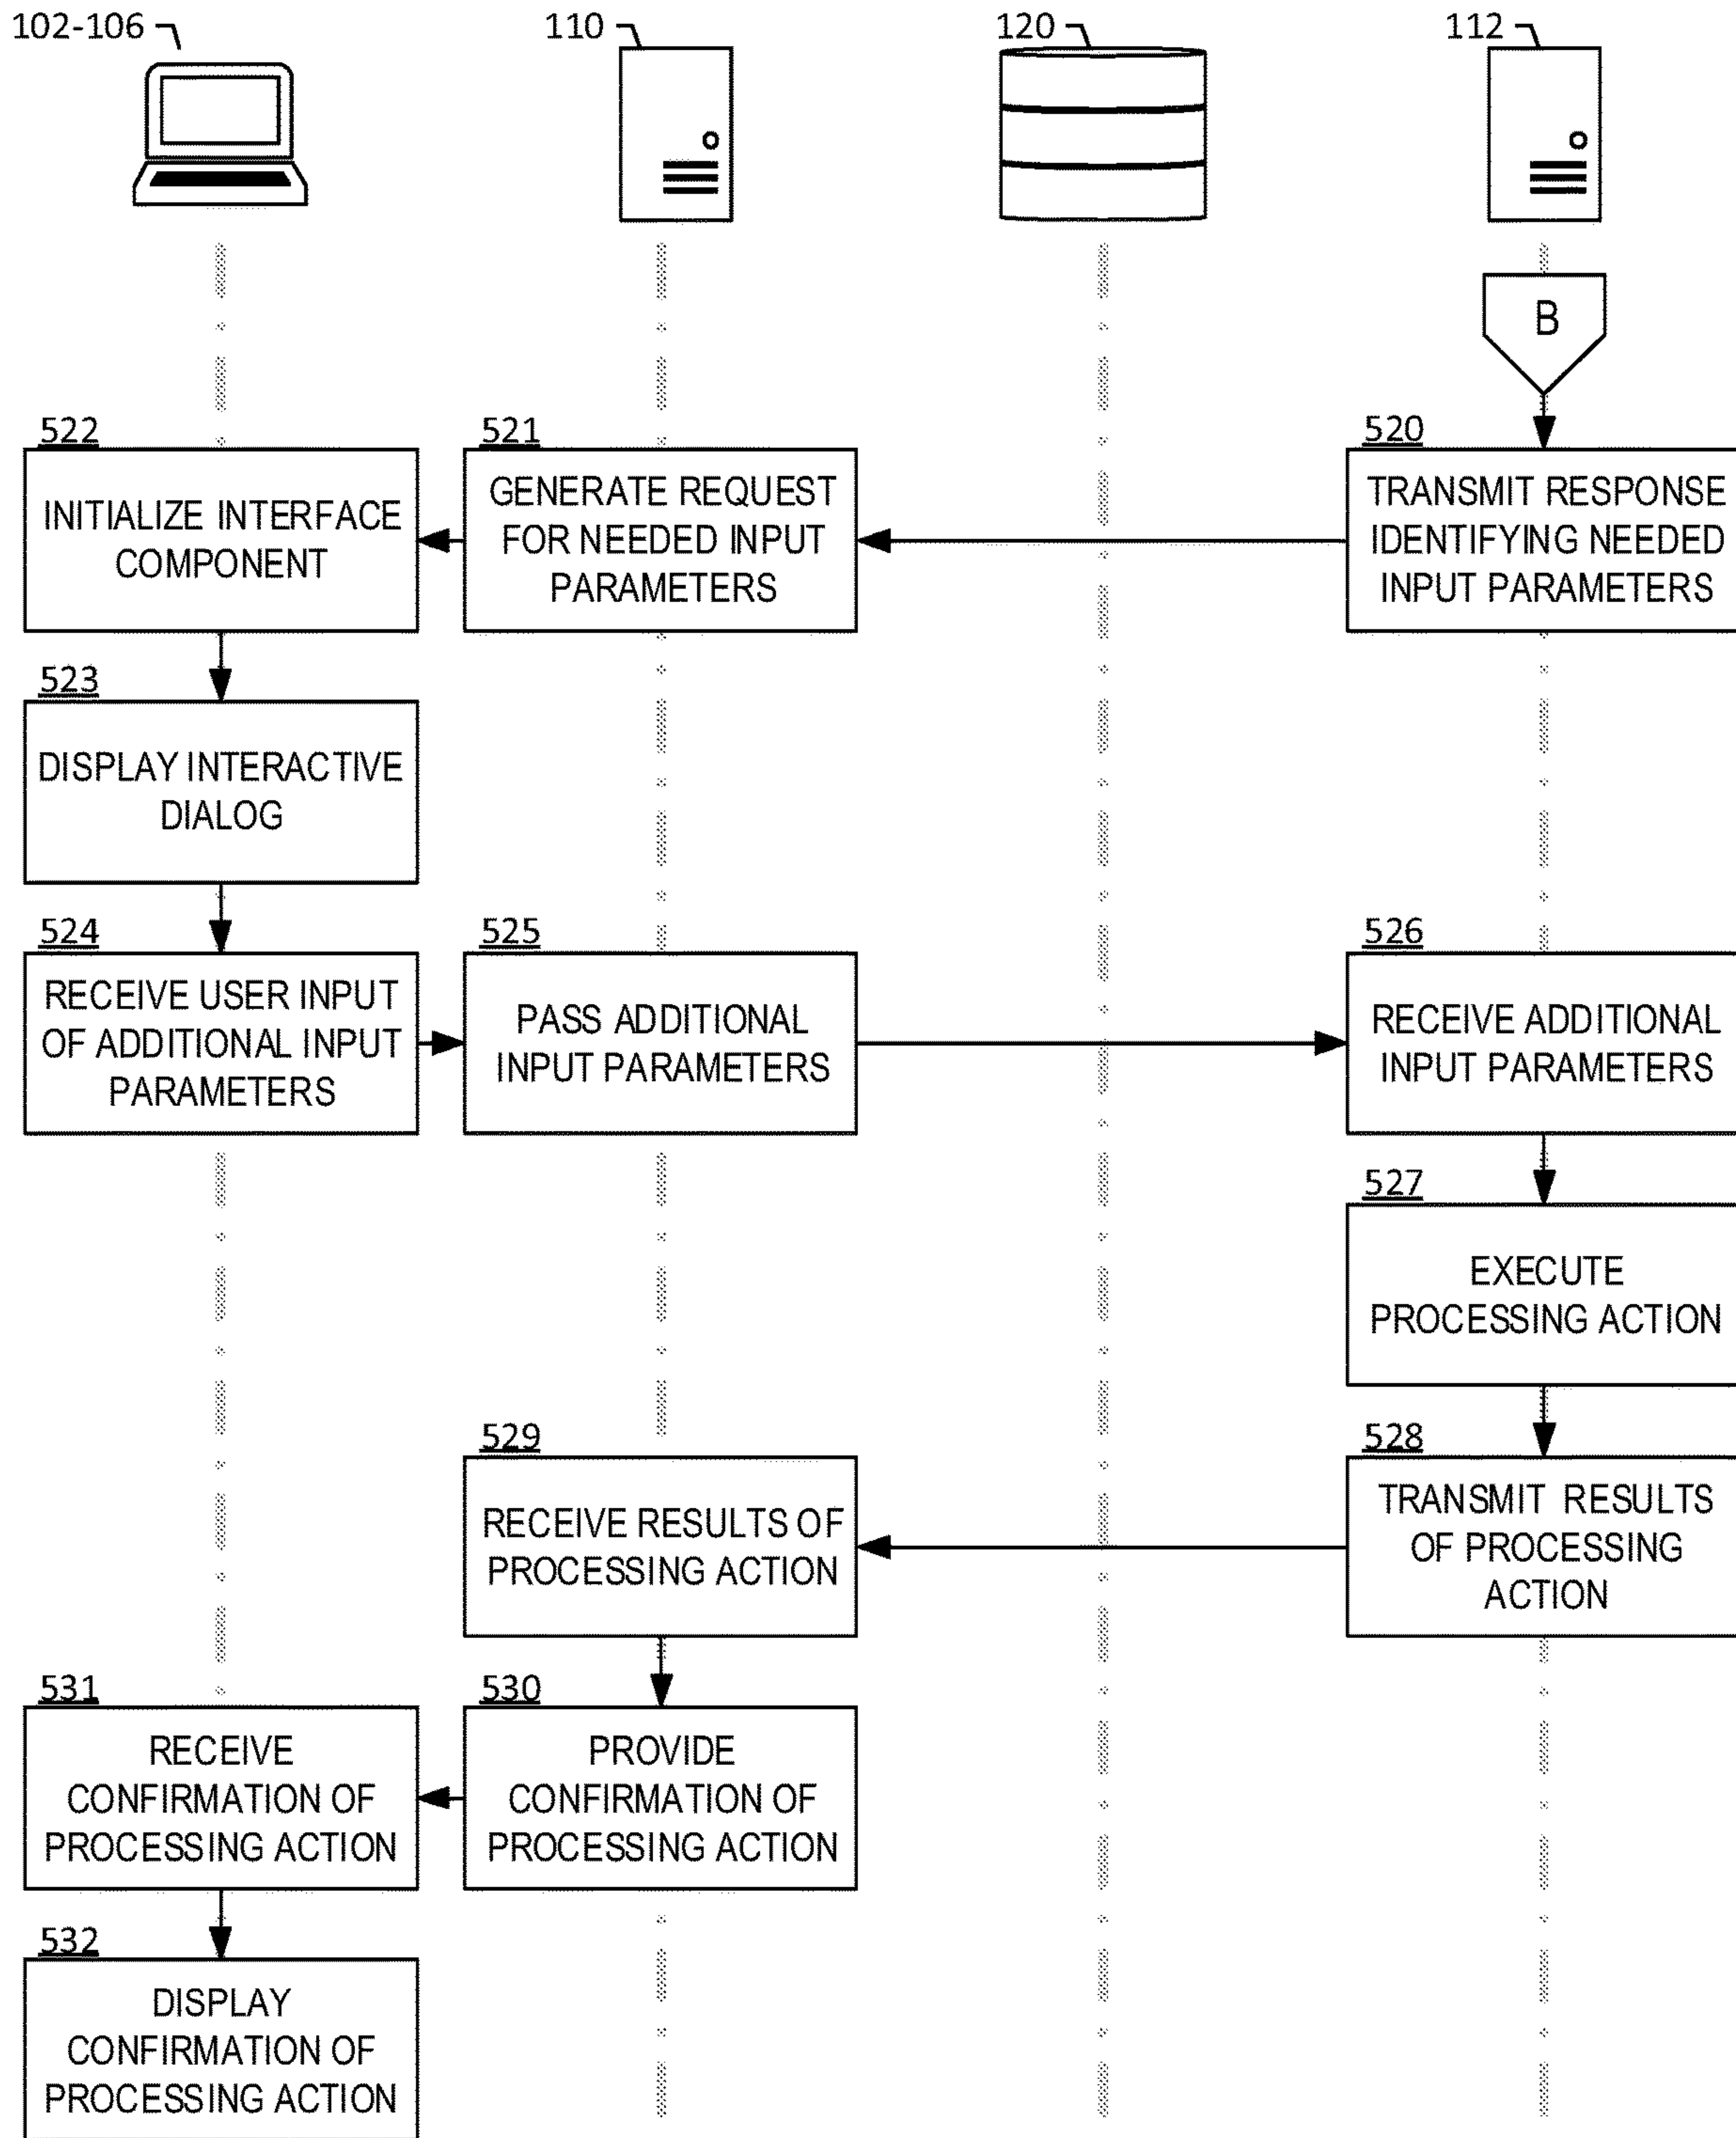 102-106
110
120
112
B
522
INITIALIZE INTERFACE
COMPONENT
521
GENERATE REQUEST
FOR NEEDED INPUT
PARAMETERS
520
TRANSMIT RESPONSE
IDENTIFYING NEEDED
INPUT PARAMETERS
523
DISPLAY INTERACTIVE
DIALOG
524
RECEIVE USER INPUT
OF ADDITIONAL INPUT
PARAMETERS
525
PASS ADDITIONAL
INPUT PARAMETERS
526
RECEIVE ADDITIONAL
INPUT PARAMETERS
527
EXECUTE
PROCESSING ACTION
529
RECEIVE RESULTS OF
PROCESSING ACTION
528
TRANSMIT RESULTS
OF PROCESSING
ACTION
531
RECEIVE
CONFIRMATION OF
PROCESSING ACTION
530
PROVIDE
CONFIRMATION OF
PROCESSING ACTION
532
DISPLAY
CONFIRMATION OF
PROCESSING ACTION